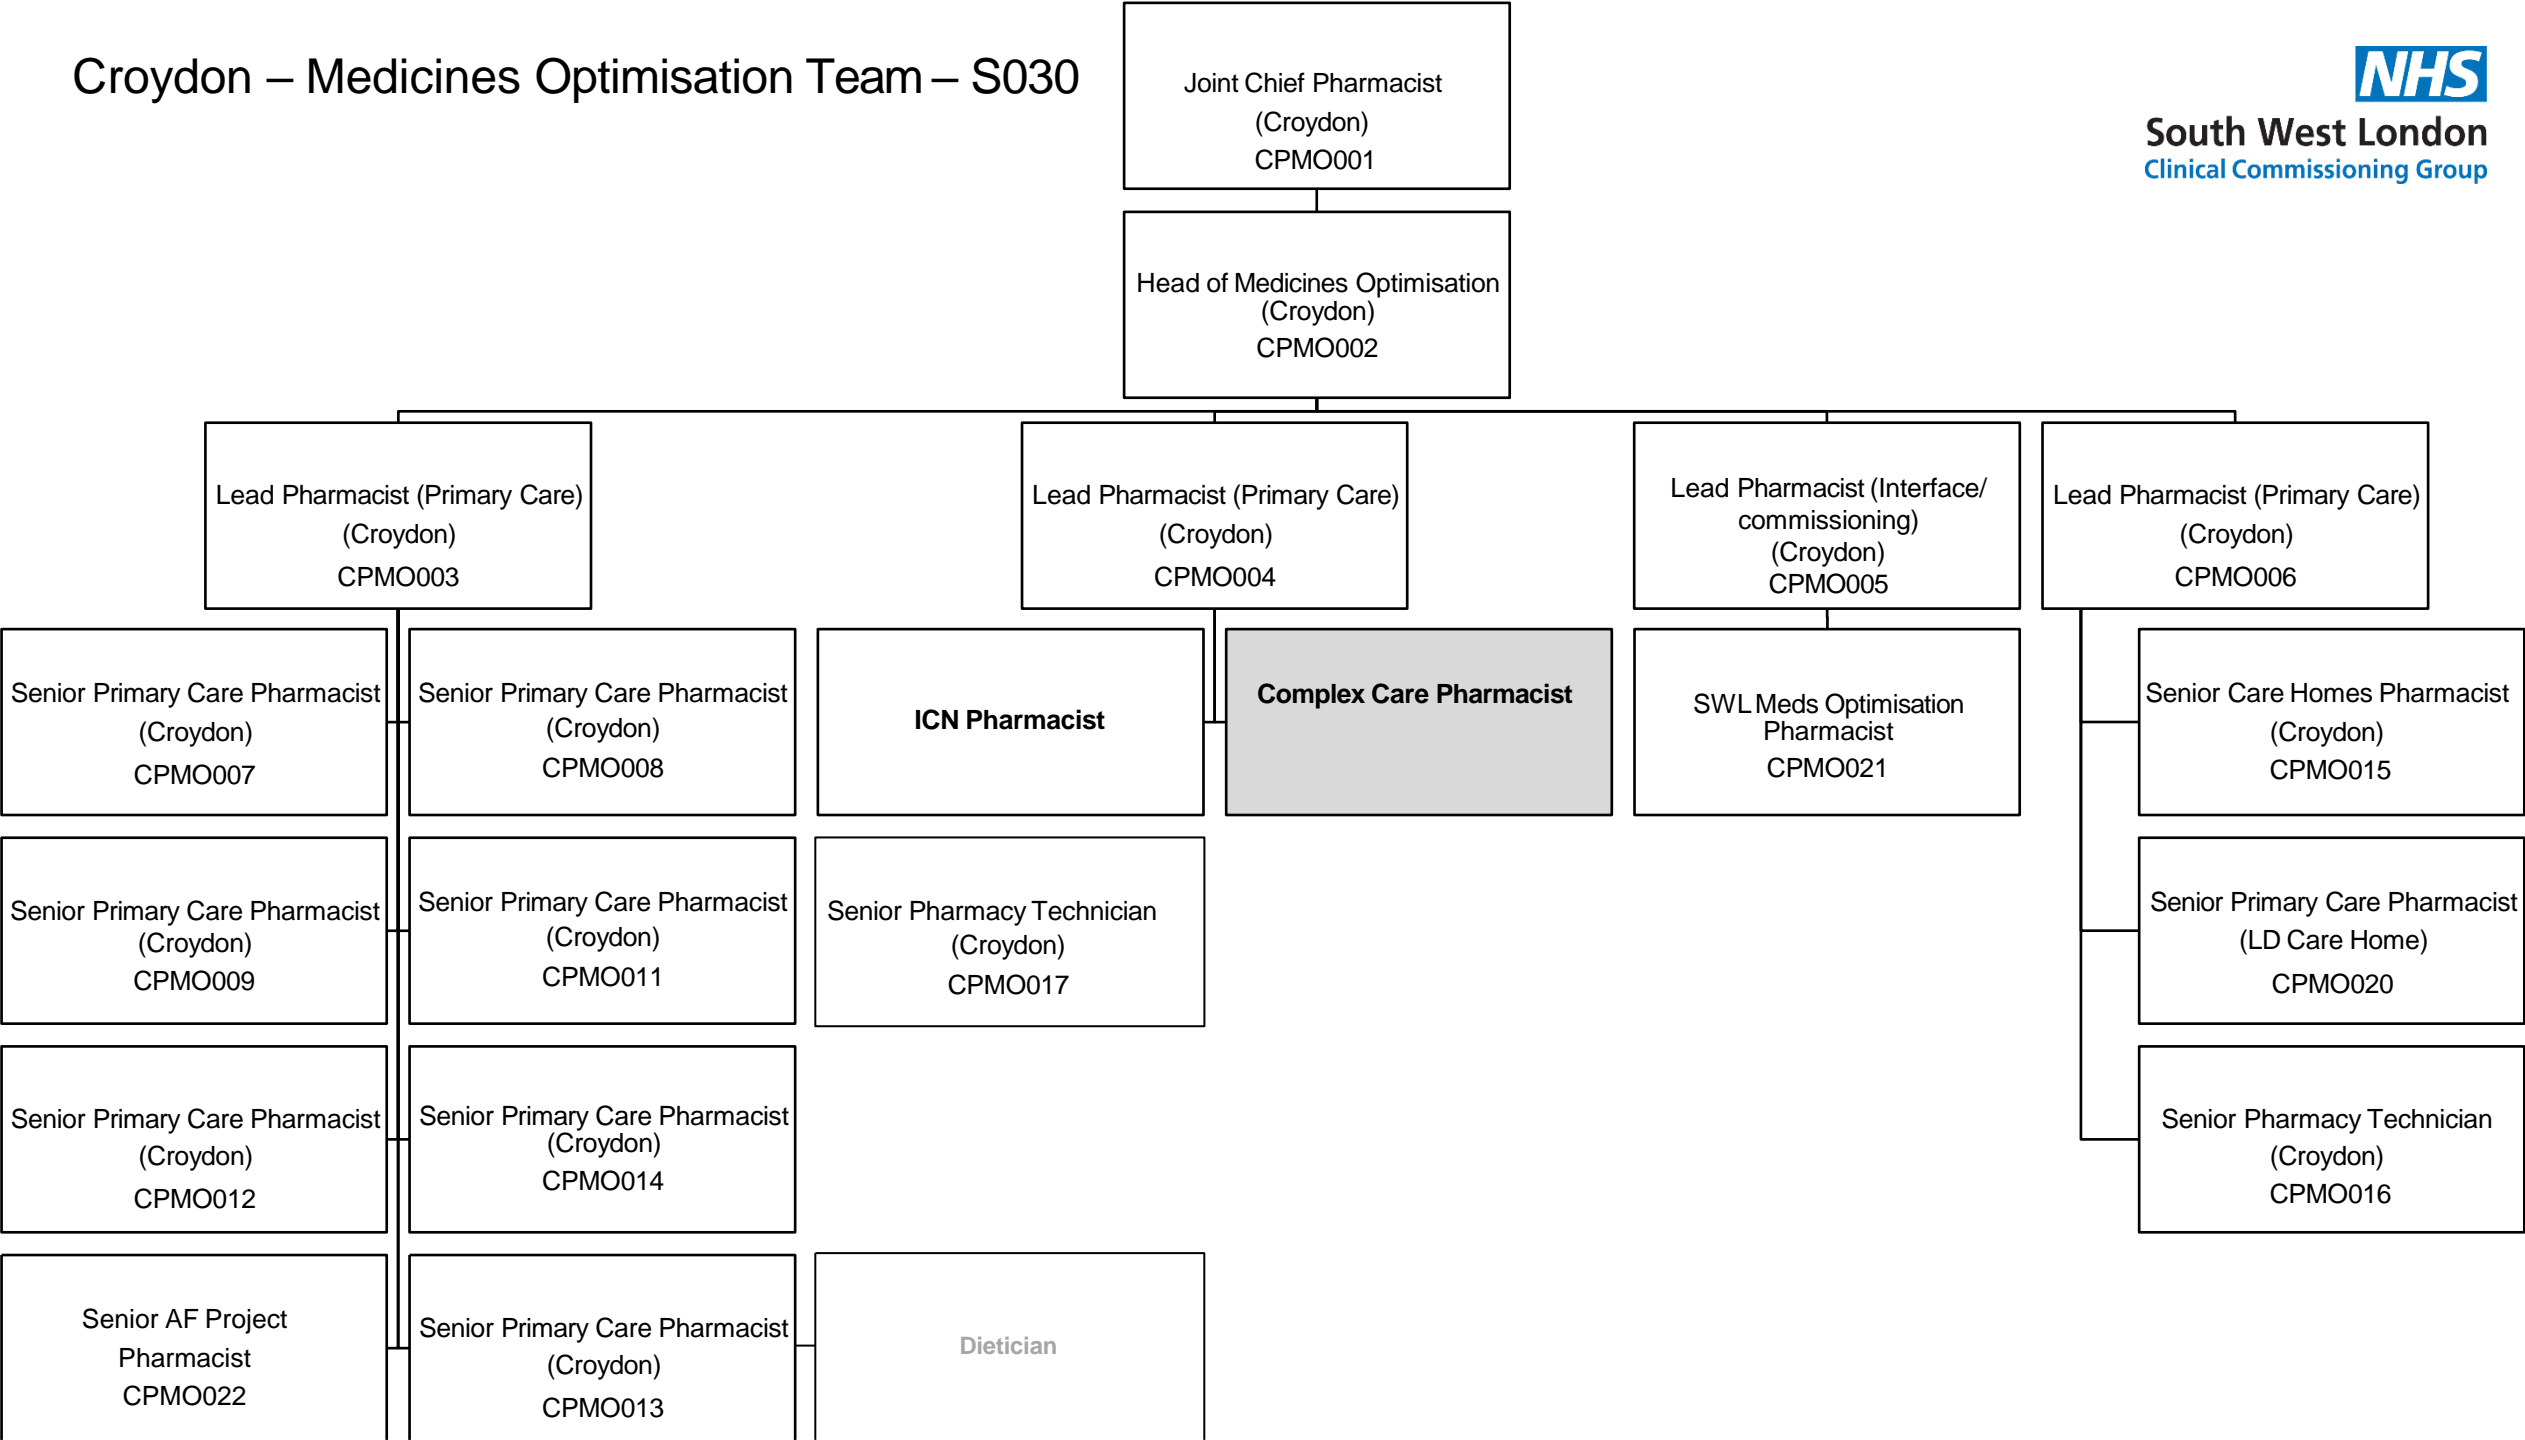 Croydon – Medicines Optimisation Team – S030
NHS
South West London
Clinical Commissioning Group
Joint Chief Pharmacist
(Croydon)
CPMO001
Head of Medicines Optimisation
(Croydon)
CPMO002
Lead Pharmacist (Primary Care)
(Croydon)
CPMO003
Lead Pharmacist (Primary Care)
(Croydon)
CPMO004
Lead Pharmacist (Interface/
commissioning)
(Croydon)
CPMO005
Lead Pharmacist (Primary Care)
(Croydon)
CPMO006
Senior Primary Care Pharmacist
(Croydon)
CPMO007
Senior Primary Care Pharmacist
(Croydon)
CPMO008
ICN Pharmacist
Complex Care Pharmacist
SWL Meds Optimisation
Pharmacist
CPMO021
Senior Care Homes Pharmacist
(Croydon)
CPMO015
Senior Primary Care Pharmacist
(Croydon)
CPMO009
Senior Primary Care Pharmacist
(Croydon)
CPMO011
Senior Pharmacy Technician
(Croydon)
CPMO017
Senior Primary Care Pharmacist
(LD Care Home)
CPMO020
Senior Primary Care Pharmacist
(Croydon)
CPMO012
Senior Primary Care Pharmacist
(Croydon)
CPMO014
Senior Pharmacy Technician
(Croydon)
CPMO016
Senior AF Project
Pharmacist
CPMO022
Senior Primary Care Pharmacist
(Croydon)
CPMO013
Dietician